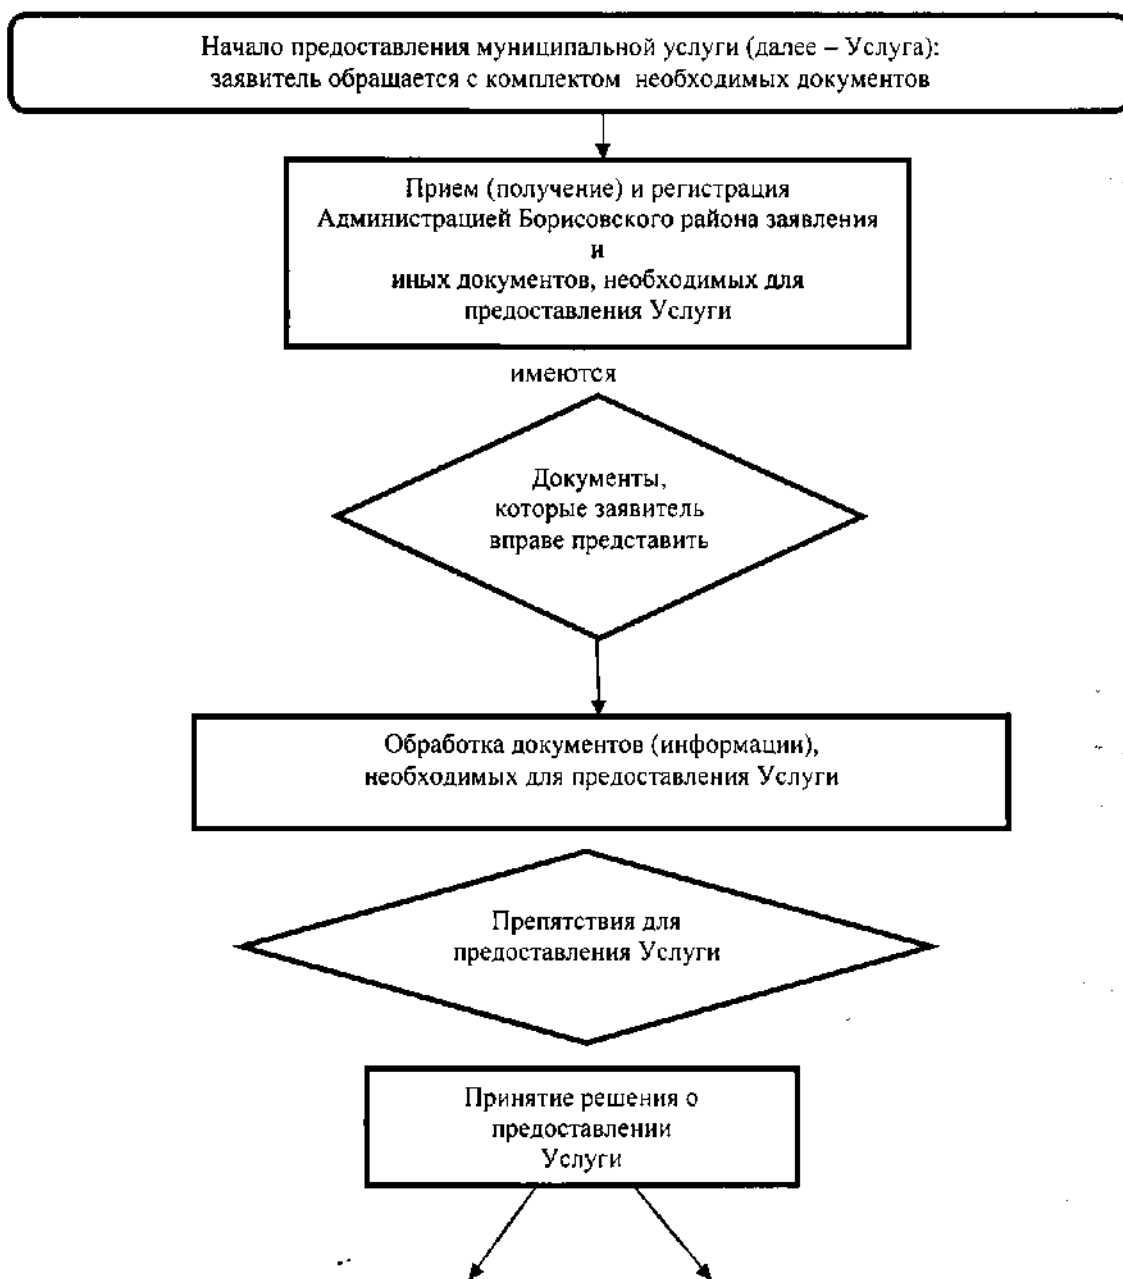 Начало предоставления муниципальной услуги (далее – Услуга):
заявитель обращается с комплектом необходимых документов
Прием (получение) и регистрация
Администрацией Борисовского района заявления
и
иных документов, необходимых для
предоставления Услуги
имеются
Документы,
которые заявитель
вправе представить
Обработка документов (информации),
необходимых для предоставления Услуги
Препятствия для
предоставления Услуги
Принятие решения о
предоставлении
Услуги